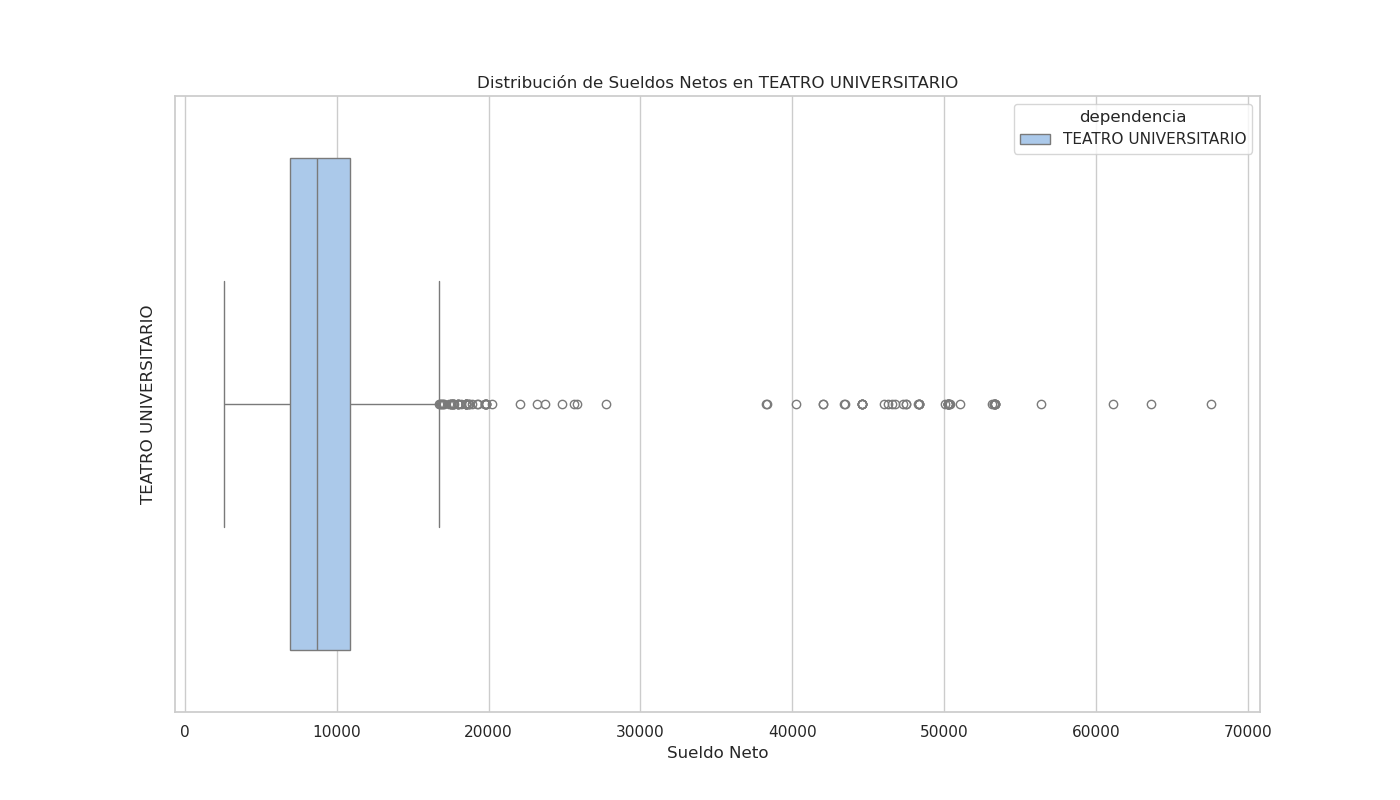 Distribución de Sueldos Netos en TEATRO UNIVERSITARIO
dependencia
TEATRO UNIVERSITARIO
TEATRO UNIVERSITARIO
0 10000 20000 30000 40000 50000 60000 70000
Sueldo Neto